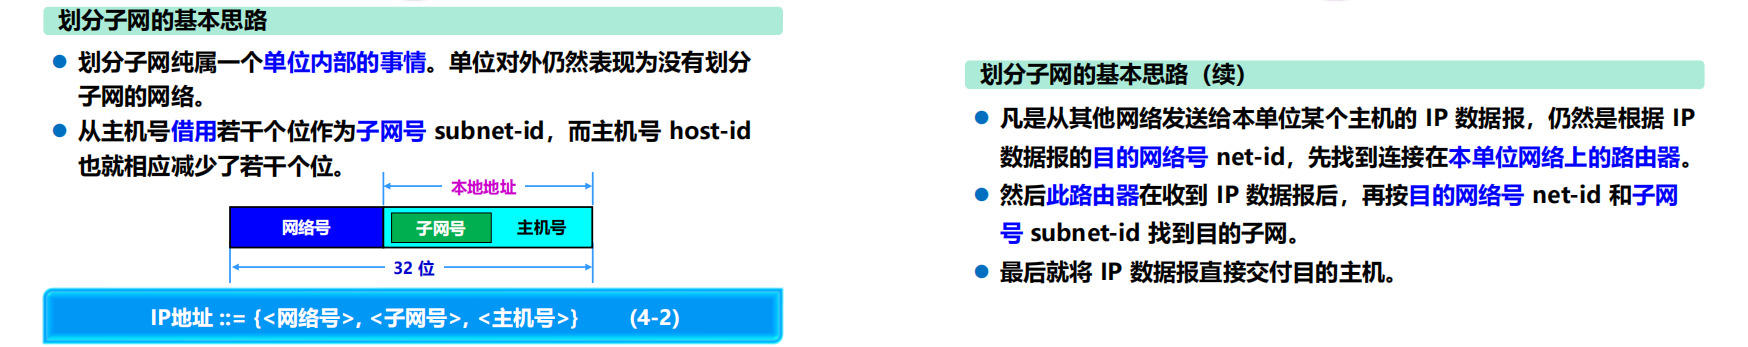 划分子网的基本思路
划分子网纯属一个单位内部的事情。单位对外仍然表现为没有划分
子网的网络。
从主机号借用若干个位作为子网号 subnet-id，而主机号 host-id
也就相应减少了若干个位。
本地地址
网络号 子网号 主机号
32 位
IP地址 ::= {<网络号>, <子网号>, <主机号>} (4-2)
划分子网的基本思路（续）
凡是从其他网络发送给本单位某个主机的 IP 数据报，仍然是根据 IP
数据报的目的网络号 net-id，先找到连接在本单位网络上的路由器。
然后此路由器在收到 IP 数据报后，再按目的网络号 net-id 和子网
号 subnet-id 找到目的子网。
最后就将 IP 数据报直接交付目的主机。